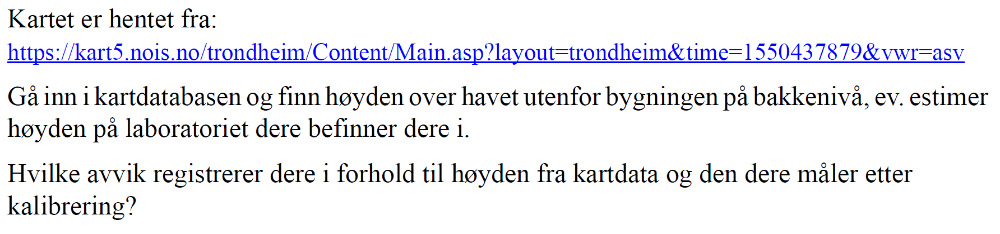 Kartet er hentet fra:
https://kart5.nois.no/trondheim/Content/Main.asp?layout=trondheim&time=1550437879&vwr=asv
Gå inn i kartdatabasen og finn høyden over havet utenfor bygningen på bakkenivå, ev. estimer
høyden på laboratoriet dere befinner dere i.
Hvilke avvik registrerer dere i forhold til høyden fra kartdata og den dere måler etter
kalibrering?